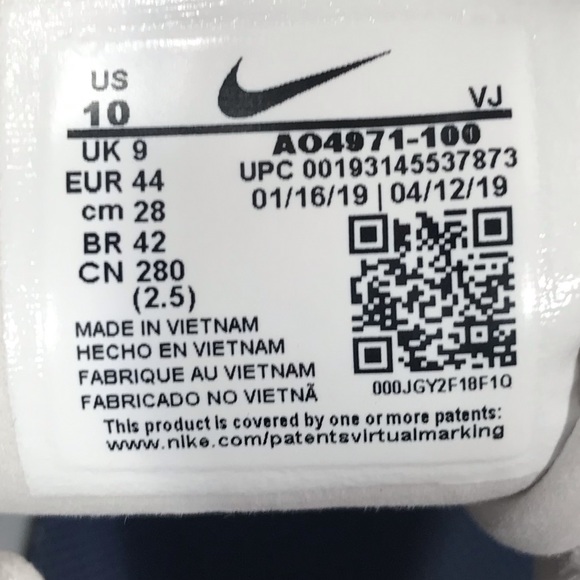 US
10
VJ
UK 9
EUR 44
cm 28
BR 42
CN 280
(2.5)
AO4971-100
UPC 00193145537873
01/16/19 | 04/12/19
000JGY2F18F1Q
MADE IN VIETNAM
HECHO EN VIETNAM
FABRIQUE AU VIETNAM
FABRICADO NO VIETNÃ
This product is covered by one or more patents:
www.nike.com/patentsvirtualmarking